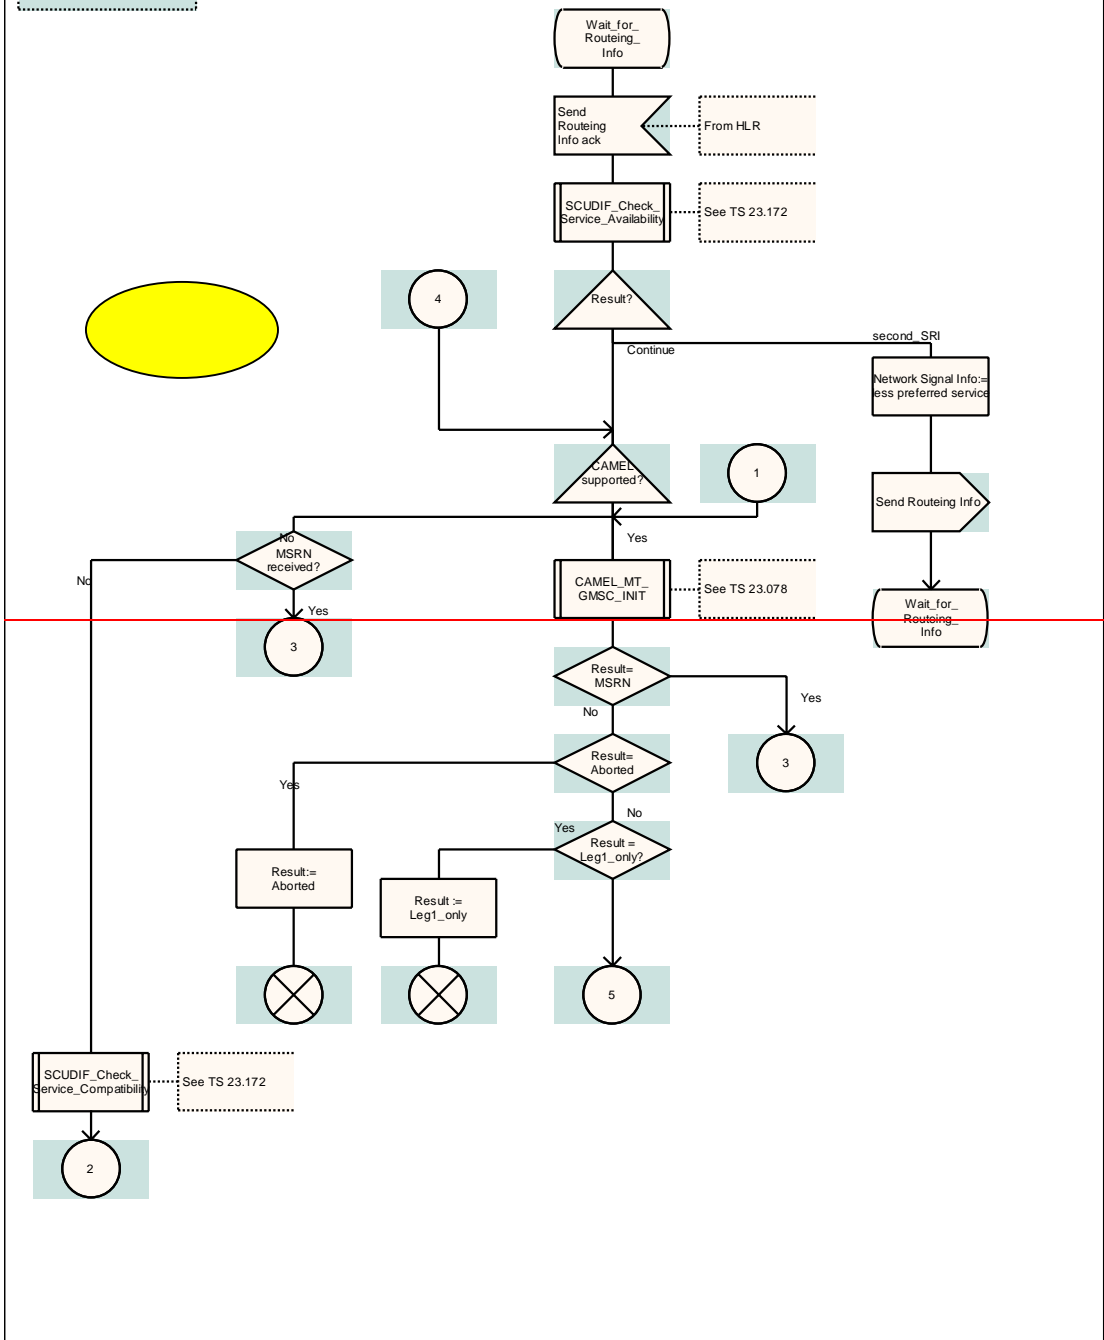 Wait_for_
Routeing_
Info
Send
Routeing
Info ack
From HLR
SCUDIF_Check_
Service_Availability
See TS 23.172
4
Result?
second_SRI
Continue
Network Signal Info:=
ess preferred service
CAMEL
supported?
1
Send Routeing Info
No
Yes
MSRN
received?
No
CAMEL_MT_
GMSC_INIT
See TS 23.078
Wait_for_
Routeing_
Info
Yes
3
Result=
MSRN
Yes
No
Result=
Aborted
3
Yes
No
Yes
Result =
Leg1_only?
Result:=
Aborted
Result :=
Leg1_only
5
SCUDIF_Check_
Service_Compatibility
See TS 23.172
2